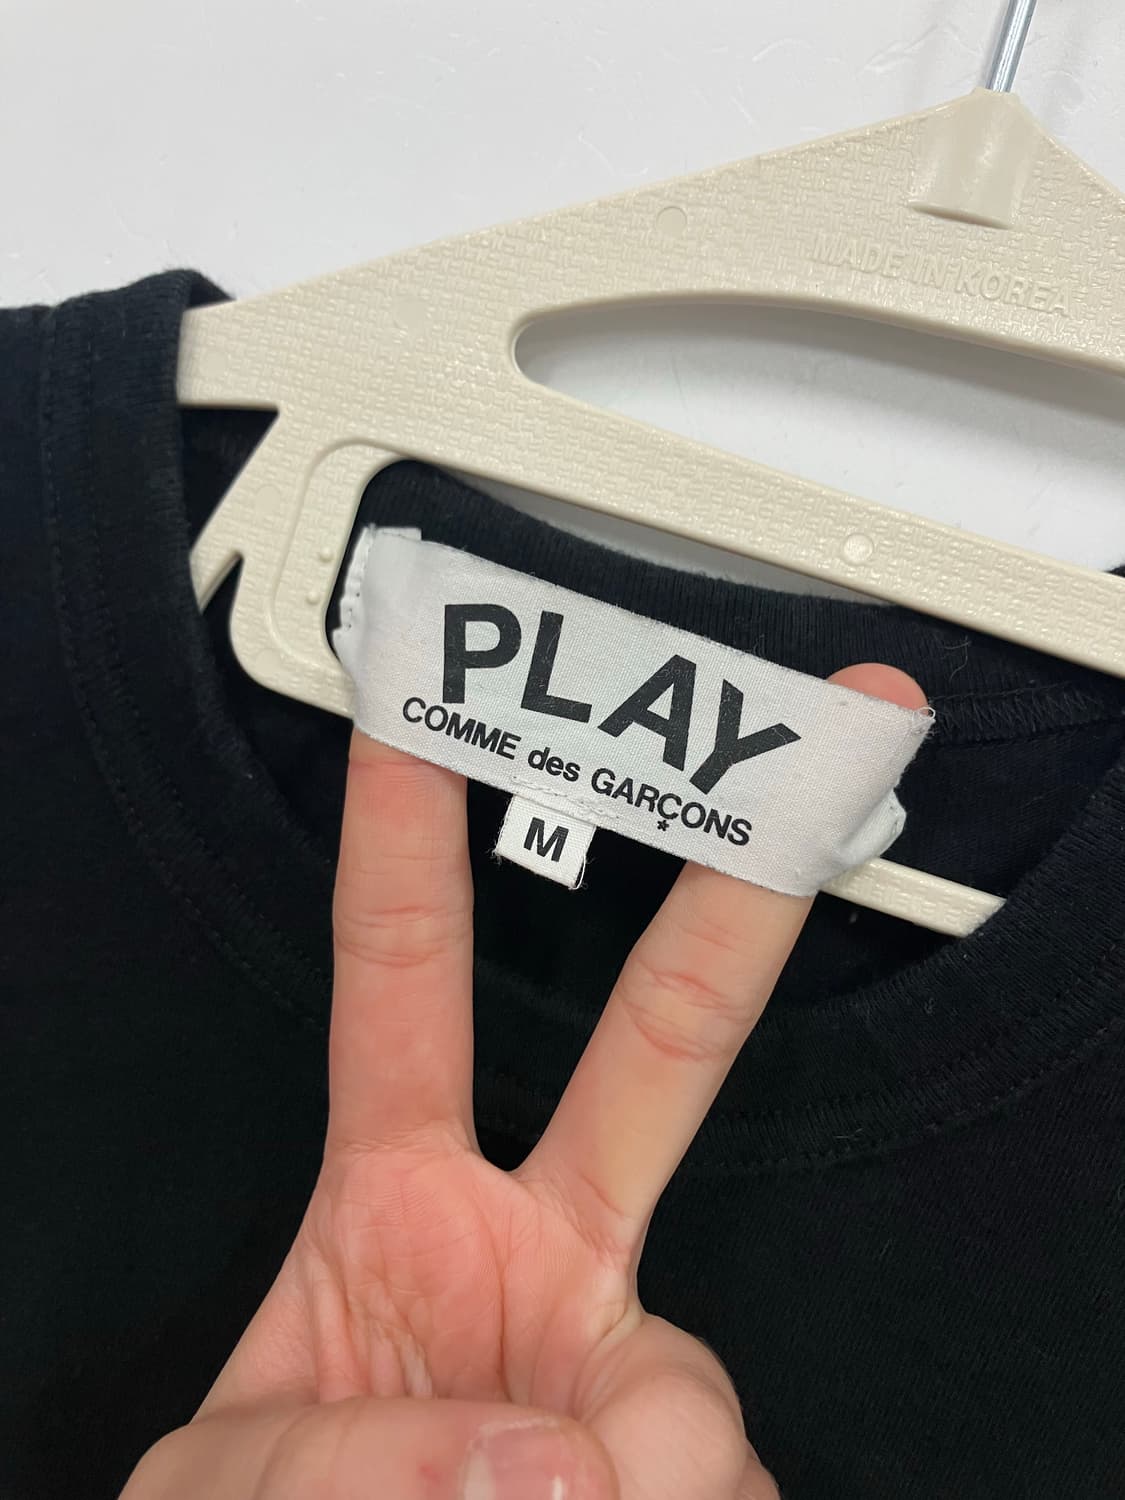 MADE IN KOREA
PLAY
COMME des GARÇONS
*
M